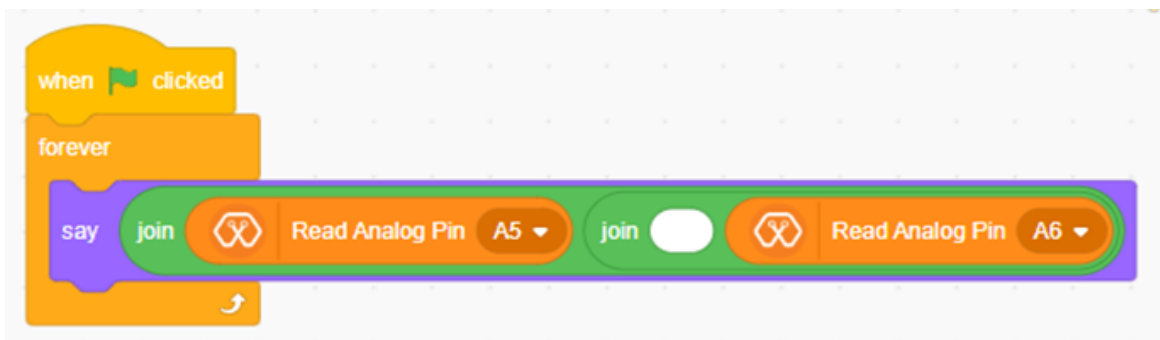 when clicked
forever
say join Read Analog Pin A5 join Read Analog Pin A6